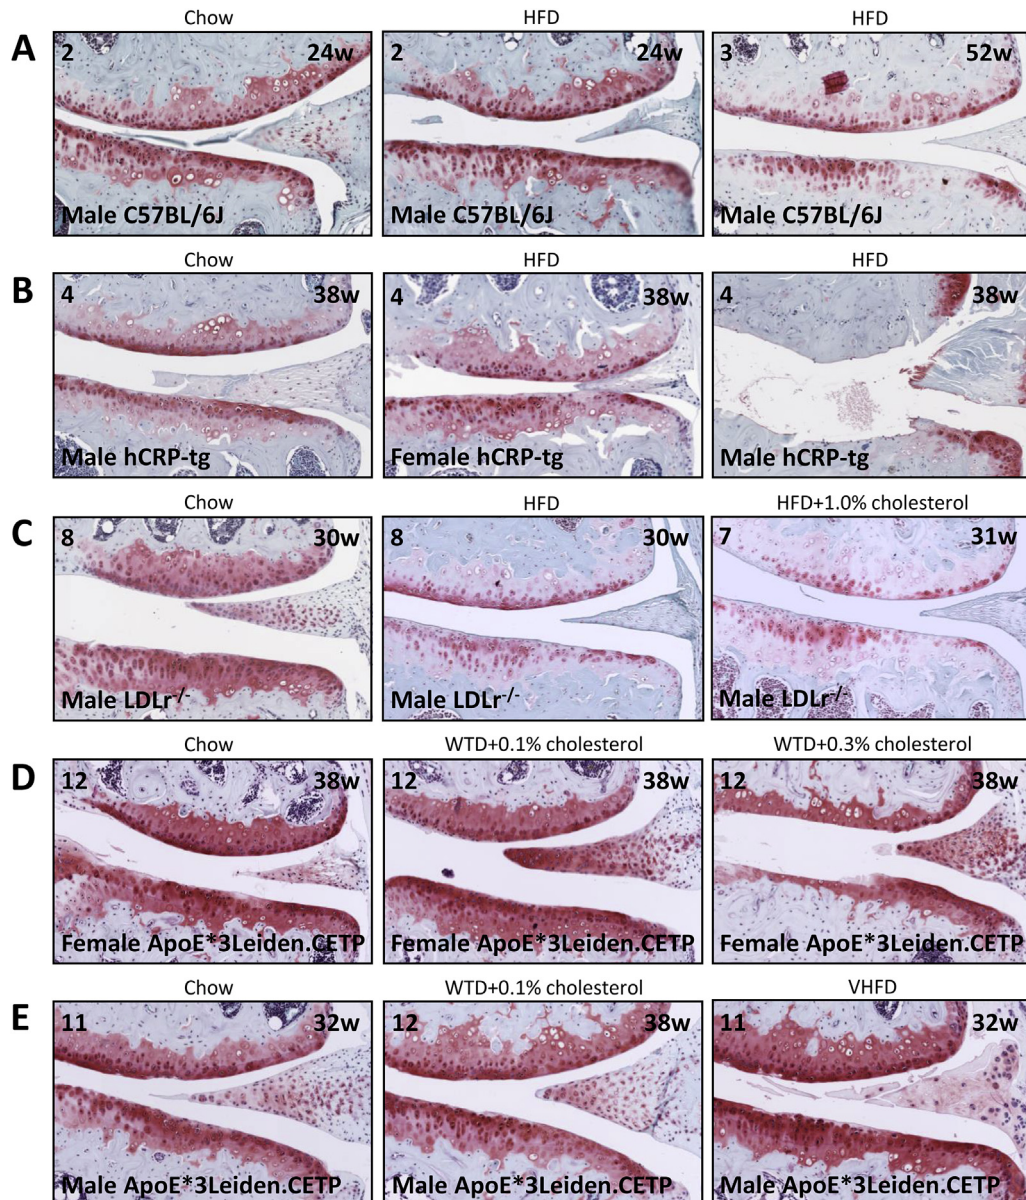 Chow HFD HFD
A 2 24w 2 24w 3 52w
Male C57BL/6J Male C57BL/6J Male C57BL/6J
Chow HFD HFD
B 4 38w 4 38w 4 38w
Male hCRP-tg Female hCRP-tg Male hCRP-tg
Chow HFD HFD+1.0% cholesterol
C 8 30w 8 30w 7 31w
Male LDLr-/- Male LDLr-/- Male LDLr-/-
Chow WTD+0.1% cholesterol WTD+0.3% cholesterol
D 12 38w 12 38w 12 38w
Female ApoE*3Leiden.CETP Female ApoE*3Leiden.CETP Female ApoE*3Leiden.CETP
Chow WTD+0.1% cholesterol VHFD
E 11 32w 12 38w 11 32w
Male ApoE*3Leiden.CETP Male ApoE*3Leiden.CETP Male ApoE*3Leiden.CETP